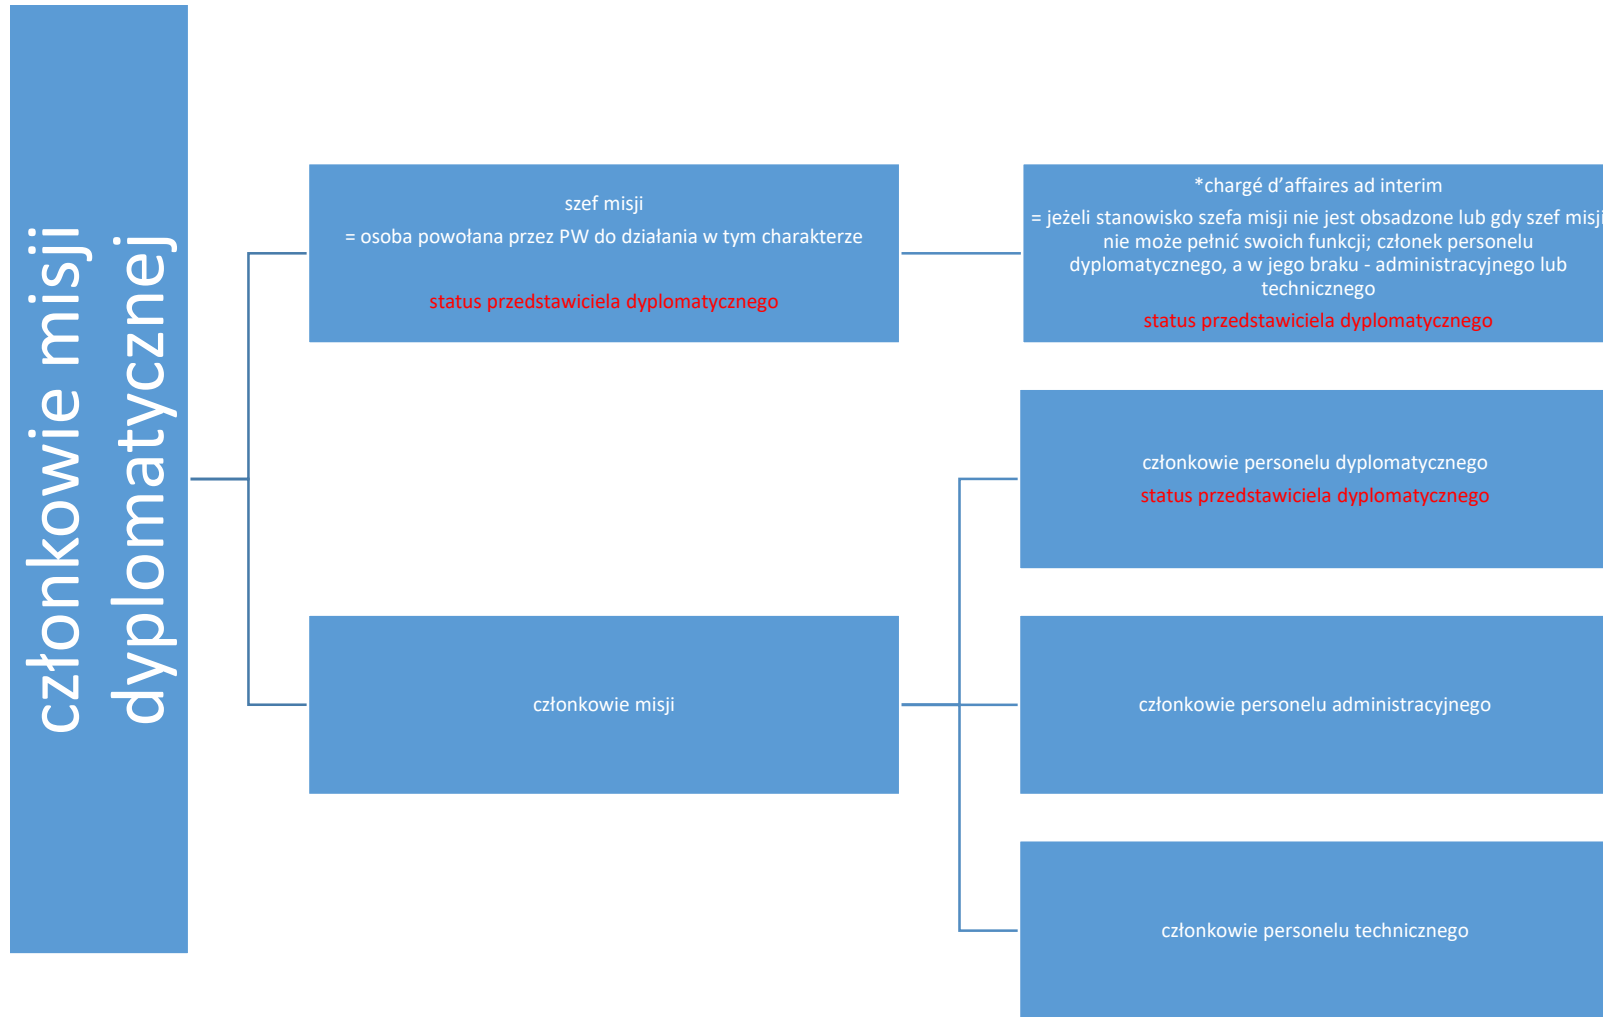 członkowie misji
dyplomatycznej
szef misji
= osoba powołana przez PW do działania w tym charakterze
status przedstawiciela dyplomatycznego
*chargé d’affaires ad interim
= jeżeli stanowisko szefa misji nie jest obsadzone lub gdy szef misji
nie może pełnić swoich funkcji; członek personelu
dyplomatycznego, a w jego braku - administracyjnego lub
technicznego
status przedstawiciela dyplomatycznego
członkowie misji
członkowie personelu dyplomatycznego
status przedstawiciela dyplomatycznego
członkowie personelu administracyjnego
członkowie personelu technicznego